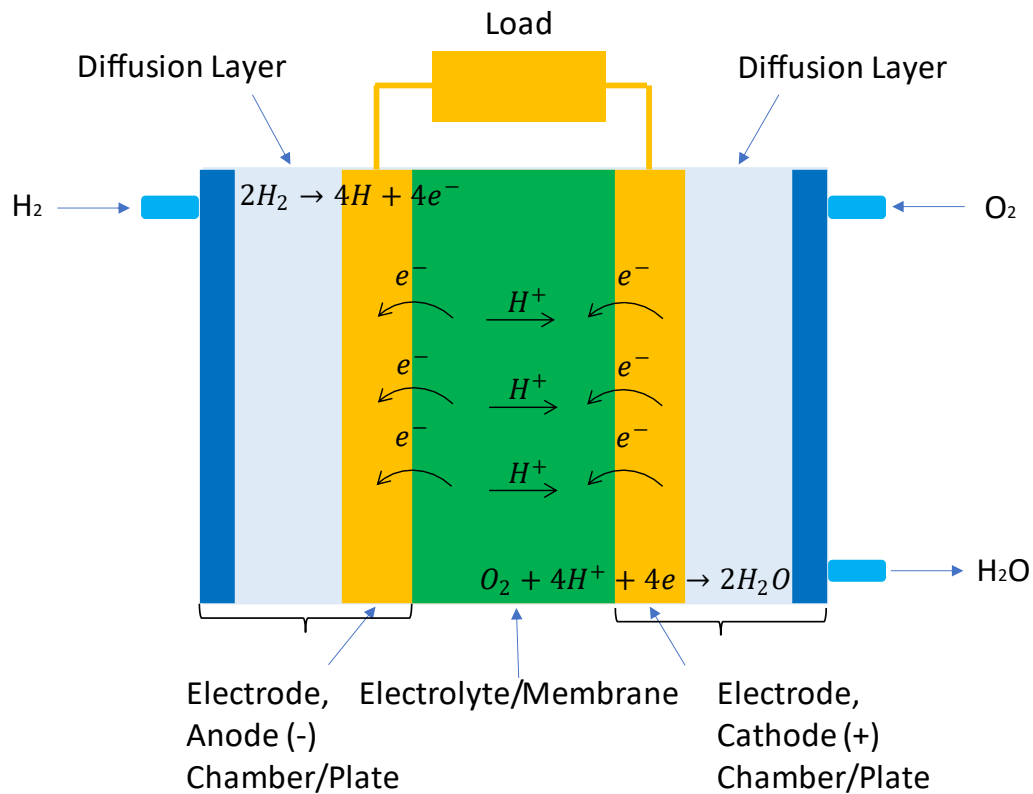 Load
Diffusion Layer
Diffusion Layer
H₂
2H₂ → 4H + 4e⁻
O₂
e⁻
e⁻
H⁺
e⁻
e⁻
H⁺
e⁻
e⁻
H⁺
O₂ + 4H⁺ + 4e → 2H₂O
H₂O
Electrode,
Anode (-)
Chamber/Plate
Electrolyte/Membrane
Electrode,
Cathode (+)
Chamber/Plate